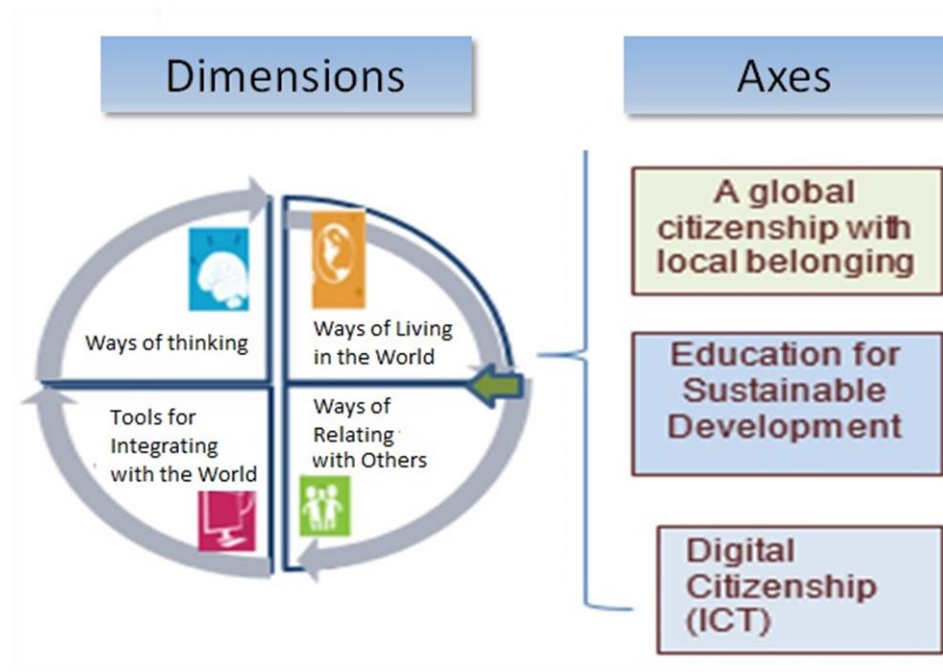 Dimensions
Axes
Ways of thinking
Ways of Living
in the World
Tools for
Integrating
with the World
Ways of
Relating
with Others
A global
citizenship with
local belonging
Education for
Sustainable
Development
Digital
Citizenship
(ICT)